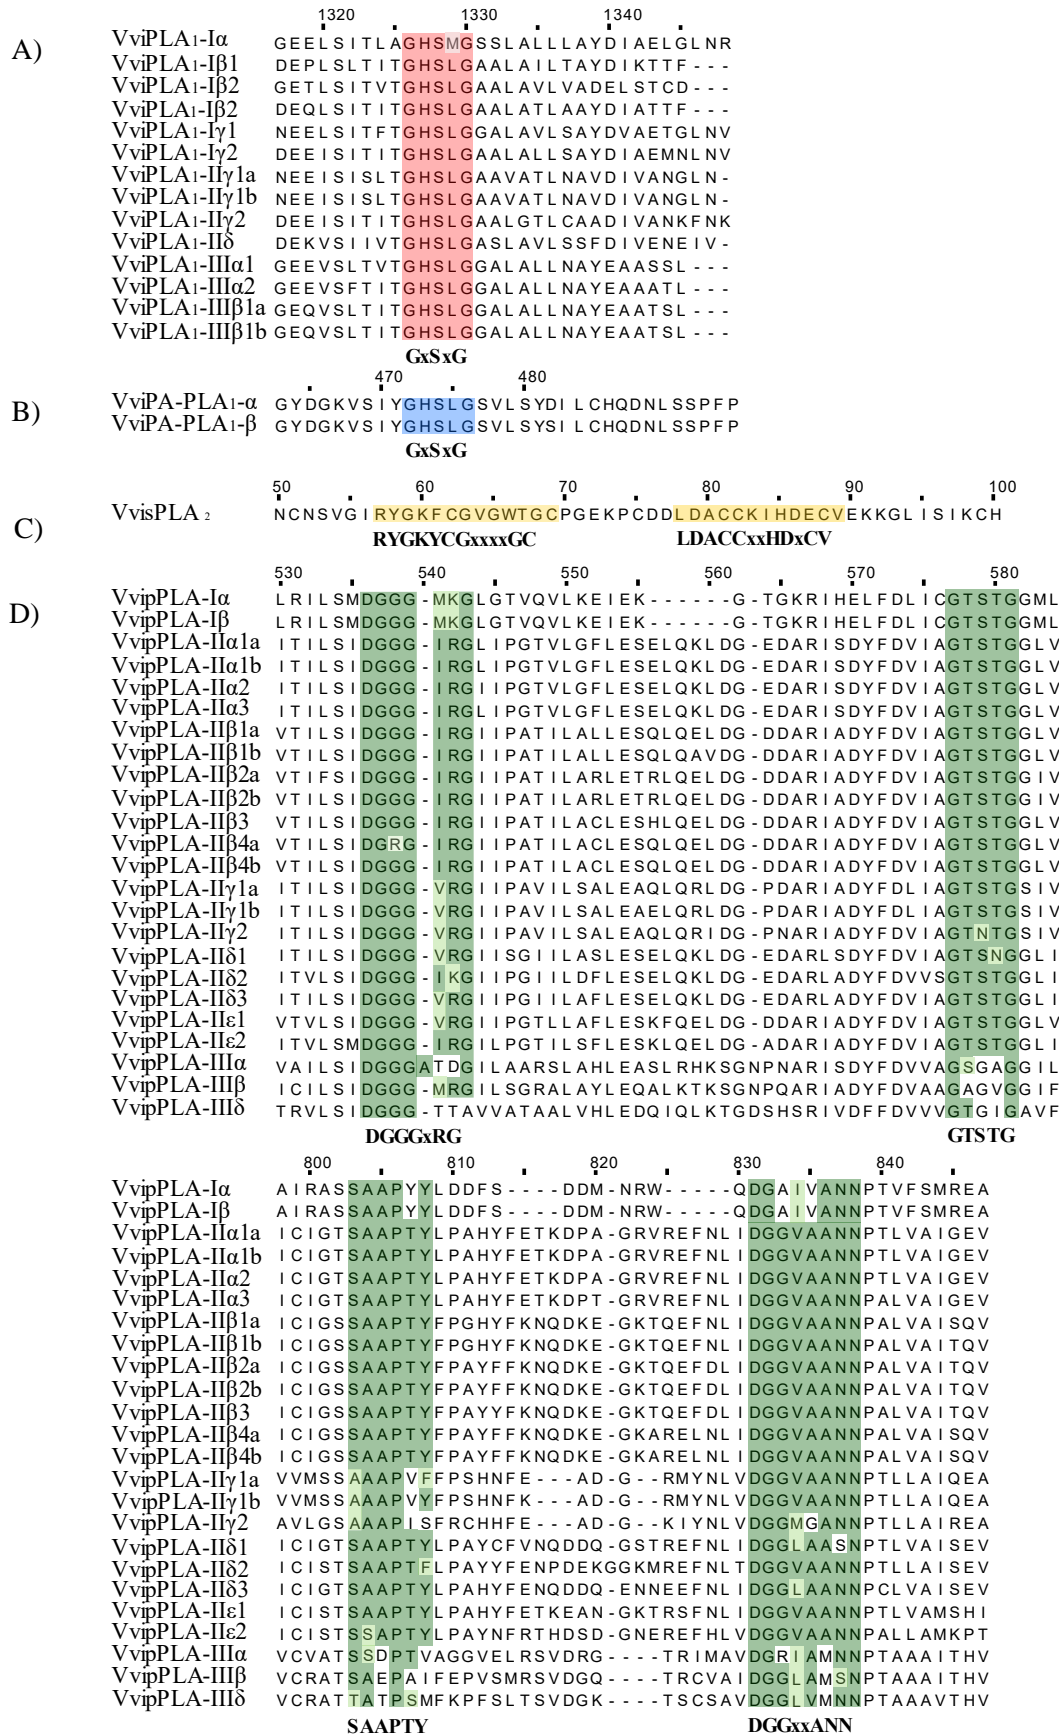 1320 1330 1340
A)
VviPLA1-Iα GEELSITLAGHSMGSSLALLLAYDIAELGLNR
VviPLA1-Iβ1 DEPLSLTITGHSLGAALAILTAYDIKTTF---
VviPLA1-Iβ2 GETLSITVTGHSLGAALAVLVADELSTCD---
VviPLA1-Iβ2 DEQLSITITGHSLGAALATLAAYDIATTF---
VviPLA1-Iγ1 NEELSITFTGHSLGGALAVLSAYDVAETGLNV
VviPLA1-Iγ2 DEEISITITGHSLGAALALLSAYDIAEMNLNV
VviPLA1-IIγ1a NEEISISLTGHSLGAAVATLNAVDIVANGLN-
VviPLA1-IIγ1b NEEISISLTGHSLGAAVATLNAVDIVANGLN-
VviPLA1-IIγ2 DEEISITITGHSLGAALGTLCAADIVANKFNK
VviPLA1-IIδ DEKVSIIVTGHSLGASLAVLSSFDIVENEIV-
VviPLA1-IIIα1 GEEVSLTVTGHSLGGALALLNAYEAASSL---
VviPLA1-IIIα2 GEEVSFTITGHSLGGALALLNAYEAAATL---
VviPLA1-IIIβ1a GEQVSLTITGHSLGGALALLNAYEAATSL---
VviPLA1-IIIβ1b GEQVSLTITGHSLGGALALLNAYEAATSL---
GxSxG
470 480
B)
VviPA-PLA1-α GYDGKVSIYGHSLGSVLSYDILCHQDNLSSPFP
VviPA-PLA1-β GYDGKVSIYGHSLGSVLSYSILCHQDNLSSPFP
GxSxG
50 60 70 80 90 100
C)
VvisPLA2 NCNSVGIRYGKFCGVGWTGCPGEKPCDDLDACCKIHDECVEKKGLISIKCH
RYGKYCGxxxxGC LDACCxxHDxCV
530 540 550 560 570 580
D)
VvipPLA-Iα LRILSMDGGG-MKGLGTVQVLKEIEK------G-TGKRIHELFDLICGTSTGGML
VvipPLA-Iβ LRILSMDGGG-MKGLGTVQVLKEIEK------G-TGKRIHELFDLICGTSTGGML
VvipPLA-IIα1a ITILSIDGGG-IRGLIPGTVLGFLESELQKLDG-EDARISDYFDVIAGTSTGGLV
VvipPLA-IIα1b ITILSIDGGG-IRGLIPGTVLGFLESELQKLDG-EDARISDYFDVIAGTSTGGLV
VvipPLA-IIα2 ITILSIDGGG-IRGIIPGTVLGFLESELQKLDG-EDARISDYFDVIAGTSTGGLV
VvipPLA-IIα3 ITILSIDGGG-IRGLIPGTVLGFLESELQKLDG-EDARISDYFDVIAGTSTGGLV
VvipPLA-IIβ1a VTILSIDGGG-IRGIIPATILALLESQLQELDG-EDARIADYFDVIAGTSTGGLV
VvipPLA-IIβ1b VTILSIDGGG-IRGIIPATILALLESQLQAVDG-EDARIADYFDVIAGTSTGGLV
VvipPLA-IIβ2a VTIFSIDGGG-IRGIIPATILARLETRLQELDG-DDARIADYFDVIAGTSTGGIV
VvipPLA-IIβ2b VTILSIDGGG-IRGIIPATILARLETRLQELDG-DDARIADYFDVIAGTSTGGIV
VvipPLA-IIβ3 VTILSIDGGG-IRGIIPATILACLESHLQELDG-DDARIADYFDVIAGTSTGGLV
VvipPLA-IIβ4a VTILSIDGRG-IRGIIPATILACLESQLQELDG-DDARIADYFDVIAGTSTGGLV
VvipPLA-IIβ4b VTILSIDGGG-IRGIIPATILACLESQLQELDG-DDARIADYFDVIAGTSTGGLV
VvipPLA-IIγ1a ITILSIDGGG-VRGIIPAVILSALEAQLQRLDG-PDARIADYFDLIAGTSTGSIV
VvipPLA-IIγ1b ITILSIDGGG-VRGIIPAVILSALEAELQRLDG-PDARIADYFDLIAGTSTGSIV
VvipPLA-IIγ2 ITILSIDGGG-VRGIIPAVILSALEAQLQRIDG-PNARIADYFDVIAGTNTGSIV
VvipPLA-IIδ1 ITILSIDGGG-VRGIISGIILASLESQLQELDG-EDARLSDYFDVIAGTSNGGLI
VvipPLA-IIδ2 ITVLSIDGGG-IKGIIPGILLDFLESELQKLDG-EDARIADYFDVVSGTSTGGLI
VvipPLA-IIδ3 ITILSIDGGG-VRGIIPGIILAFLESELQKLDG-EDARLADYFDVIAGTSTGGLI
VvipPLA-IIε1 VTVLSIDGGG-VRGIIPGTLLAFLESKFQELDG-DDARIADYFDVIAGTSTGGLV
VvipPLA-IIε2 ITVLSMDGGG-IRGILPGTILSFLESKLQELDG-ADARIADYFDVIAGTSTGGLI
VvipPLA-IIIα VAILSIDGGGATDGILAARSLAHLEASLRHKSGNPNARISDYFDVVAGSGAGGIL
VvipPLA-IIIβ ICILSIDGGG-MRGILSGRALAYLEQALKTKSGNPQARIADYFDVAAGAGVGGIF
VvipPLA-IIIδ TRVLSIDGGG-TTAVVATAALVHLEDQIQLKTGDSHSRIVDFFDVVVGTGIGAVF
DGGGxRG GTSTG
800 810 820 830 840
VvipPLA-Iα AIRASSAAPYYLDDFS----DDM-NRW-----QDGAIVANNPTVFSMREA
VvipPLA-Iβ AIRASSAAPYYLDDFS----DDM-NRW-----QDGAIVANNPTVFSMREA
VvipPLA-IIα1a ICIGTSAAPTYLPAHYFETKDPA-GRVREFNLIDGGVAANNPTLVAIGEV
VvipPLA-IIα1b ICIGTSAAPTYLPAHYFETKDPA-GRVREFNLIDGGVAANNPTLVAIGEV
VvipPLA-IIα2 ICIGTSAAPTYLPAHYFETKDPA-GRVREFNLIDGGVAANNPTLVAIGEV
VvipPLA-IIα3 ICIGTSAAPTYLPAHYFETKDPT-GRVREFNLIDGGVAANNPALVAIGEV
VvipPLA-IIβ1a ICIGSSAAPTYFPGHYFKNQDKE-GKTQEFNLIDGGVAANNPALVAISQV
VvipPLA-IIβ1b ICIGSSAAPTYFPGHYFKNQDKE-GKTQEFNLIDGGVAANNPALVAITQV
VvipPLA-IIβ2a ICIGSSAAPTYFPAYFFKNQDKE-GKTQEFDLIDGGVAANNPALVAITQV
VvipPLA-IIβ2b ICIGSSAAPTYFPAYFFKNQDKE-GKTQEFDLIDGGVAANNPALVAITQV
VvipPLA-IIβ3 ICIGSSAAPTYFPAYYFKNQDKE-GKTQEFDLIDGGVAANNPALVAITQV
VvipPLA-IIβ4a ICIGSSAAPTYFPAYFFKNQDKE-GKARELNLIDGGVAANNPALVAISQV
VvipPLA-IIβ4b ICIGSSAAPTYFPAYFFKNQDKE-GKARELNLIDGGVAANNPALVAISQV
VvipPLA-IIγ1a VVMSSAAAPVFFPSHNFE---AD-G--RMYNLVDGGVAANNPTLLAIQEA
VvipPLA-IIγ1b VVMSSAAAPVYFPSHNFK---AD-G--RMYNLVDGGVAANNPTLLAIQEA
VvipPLA-IIγ2 AVLGSAAAPISFRCHHFE---AD-G--KIYNLVDGGMGANNPTLLAIREA
VvipPLA-IIδ1 ICIGTSAAPTYLPAYCFVNQDDQ-GSTREFNLIDGGLAASNPTLVAISEV
VvipPLA-IIδ2 ICIGTSAAPTFLPAYYFENPDEKGGKMREFNLTDGGVAANNPTLLAISEV
VvipPLA-IIδ3 ICIGTSAAPTYLPAHYFENQDDQ-ENNEEFNLIDGGLAANNPCLVAISEV
VvipPLA-IIε1 ICISTSAAPTYLPAHYFETKEAN-GKTRSFNLIDGGVAANNPTLVAMSHI
VvipPLA-IIε2 ICISTSSAPTYLPAYNFRTHDSD-GNEREFHLVDGGVAANNPALLAMKPT
VvipPLA-IIIα VCVATSSDPTVAGGVELRSVDRG----TRIMAVDGRIAMNNPTAAAITHV
VvipPLA-IIIβ VCRATSAEPAIFEPVSMRSVDGQ----TRCVAIDGGLAMSNPTAAAITHV
VvipPLA-IIIδ VCRATTATPSMFKPFSLTSVDGK----TSCSAVDGGLVMNNPTAAAVTHV
SAAPTY DGGxxANN